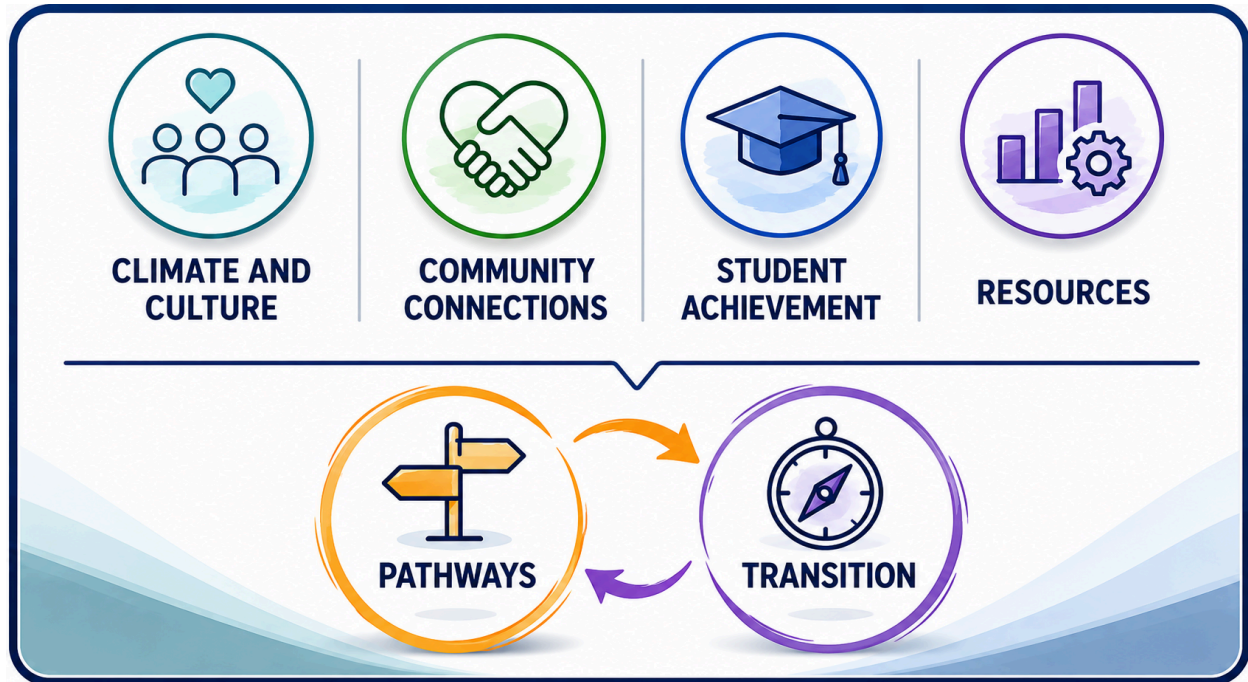 CLIMATE AND
CULTURE
COMMUNITY
CONNECTIONS
STUDENT
ACHIEVEMENT
RESOURCES
PATHWAYS
TRANSITION